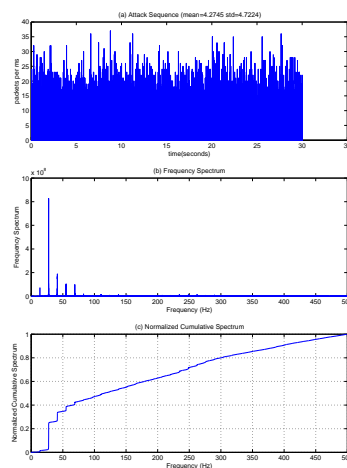 (a) Attack Sequence (mean=4.2745 std=4.7224)
40
35
30
25
20
15
10
5
0
packets per ms
0 5 10 15 20 25 30 3
time(seconds)
(b) Frequency Spectrum
10
8
6
4
2
0
Frequency Spectrum
0 50 100 150 200 250 300 350 400 450 500
Frequency (Hz)
(c) Normalized Cumulative Spectrum
1
0.8
0.6
0.4
0.2
0
Normalized Cumulative Spectrum
0 50 100 150 200 250 300 350 400 450 500
Frequency (Hz)